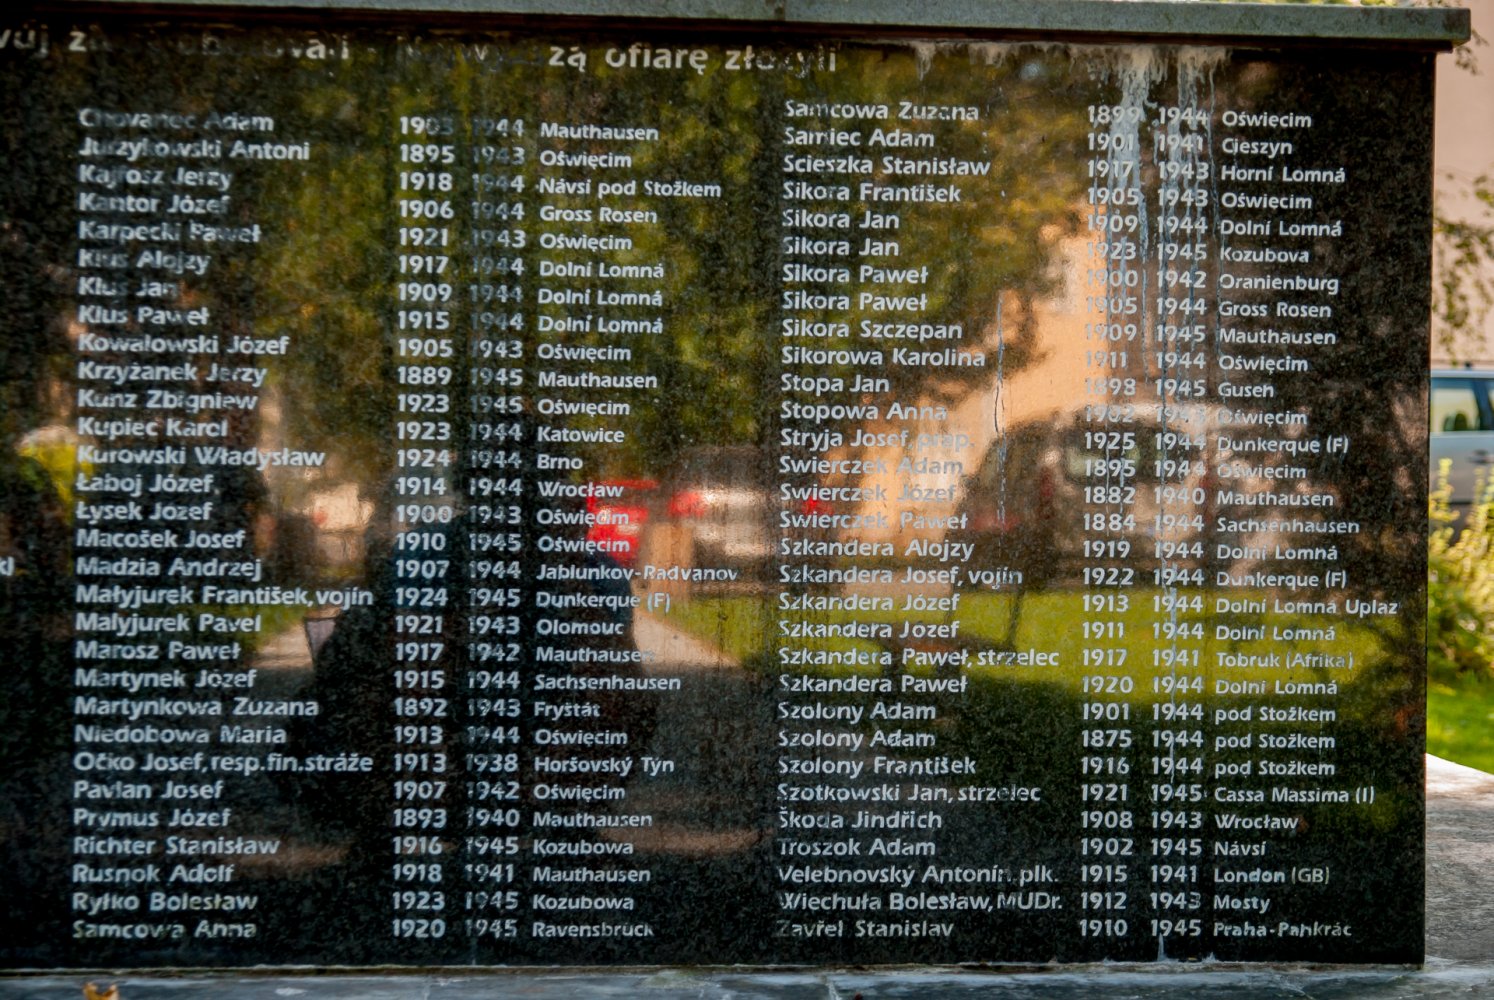 zą ofiarę złożyli
Chovanec Adam 1903 1944 Mauthausen
Jurzykowski Antoni 1895 1943 Oświęcim
Kajfosz Jerzy 1918 1944 Návsí pod Stožkem
Kantor Józef 1906 1944 Gross Rosen
Karpecki Paweł 1921 1943 Oświęcim
Klus Alojzy 1917 1944 Dolní Lomná
Klus Jan 1909 1944 Dolní Lomná
Klus Paweł 1915 1944 Dolní Lomná
Kowalowski Józef 1905 1943 Oświęcim
Krzyżanek Jerzy 1889 1945 Mauthausen
Kunz Zbigniew 1923 1945 Oświęcim
Kupiec Karol 1923 1944 Katowice
Kurowski Władysław 1924 1944 Brno
Łaboj Józef 1914 1944 Wrocław
Łysek Józef 1900 1943 Oświęcim
Macošek Josef 1910 1945 Oświęcim
Madzia Andrzej 1907 1944 Jablunkov-Radvanov
Małyjurek František, vojín 1924 1945 Dunkerque (F)
Malyjurek Pavel 1921 1943 Olomouc
Marosz Paweł 1917 1942 Mauthausen
Martynek Józef 1915 1944 Sachsenhausen
Martynkowa Zuzana 1892 1943 Fryštát
Niedobowa Maria 1913 1944 Oświęcim
Očko Josef, resp.fin.stráže 1913 1938 Horšovský Týn
Pavlan Josef 1907 1942 Oświęcim
Prymus Józef 1893 1940 Mauthausen
Richter Stanisław 1916 1945 Kozubowa
Rusnok Adolf 1918 1941 Mauthausen
Ryłko Bolesław 1923 1945 Kozubowa
Samcowa Anna 1920 1945 Ravensbrück
Samcowa Zuzana 1899 1944 Oświecim
Samiec Adam 1901 1941 Cieszyn
Scieszka Stanisław 1917 1943 Horní Lomná
Sikora František 1905 1943 Oświecim
Sikora Jan 1909 1944 Dolní Lomná
Sikora Jan 1923 1945 Kozubova
Sikora Paweł 1900 1942 Oranienburg
Sikora Paweł 1905 1944 Gross Rosen
Sikora Szczepan 1909 1945 Mauthausen
Sikorowa Karolina 1911 1944 Oświęcim
Stopa Jan 1898 1945 Gusen
Stopowa Anna 1902 1943 Oświęcim
Stryja Josef, prap. 1925 1944 Dunkerque (F)
Swierczek Adam 1895 1944 Oświęcim
Swierczek Józef 1882 1940 Mauthausen
Swierczek Paweł 1884 1944 Sachsenhausen
Szkandera Alojzy 1919 1944 Dolní Lomná
Szkandera Josef, vojín 1922 1944 Dunkerque (F)
Szkandera Józef 1913 1944 Dolní Lomná Uplaz
Szkandera Józef 1911 1944 Dolní Lomná
Szkandera Paweł, strzelec 1917 1941 Tobruk (Afrika)
Szkandera Paweł 1920 1944 Dolní Lomná
Szolony Adam 1901 1944 pod Stožkem
Szolony Adam 1875 1944 pod Stožkem
Szolony František 1916 1944 pod Stožkem
Szotkowski Jan, strzelec 1921 1945 Cassa Massima (I)
Škoda Jindřich 1908 1943 Wrocław
Troszok Adam 1902 1945 Návsí
Velebnovský Antonín, plk. 1915 1941 London (GB)
Wiechuła Bolesław, MUDr. 1912 1943 Mosty
Zavřel Stanislav 1910 1945 Praha-Pankrác